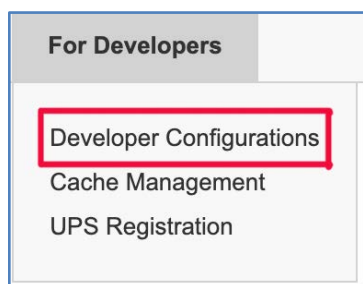 For Developers
Developer Configurations
Cache Management
UPS Registration